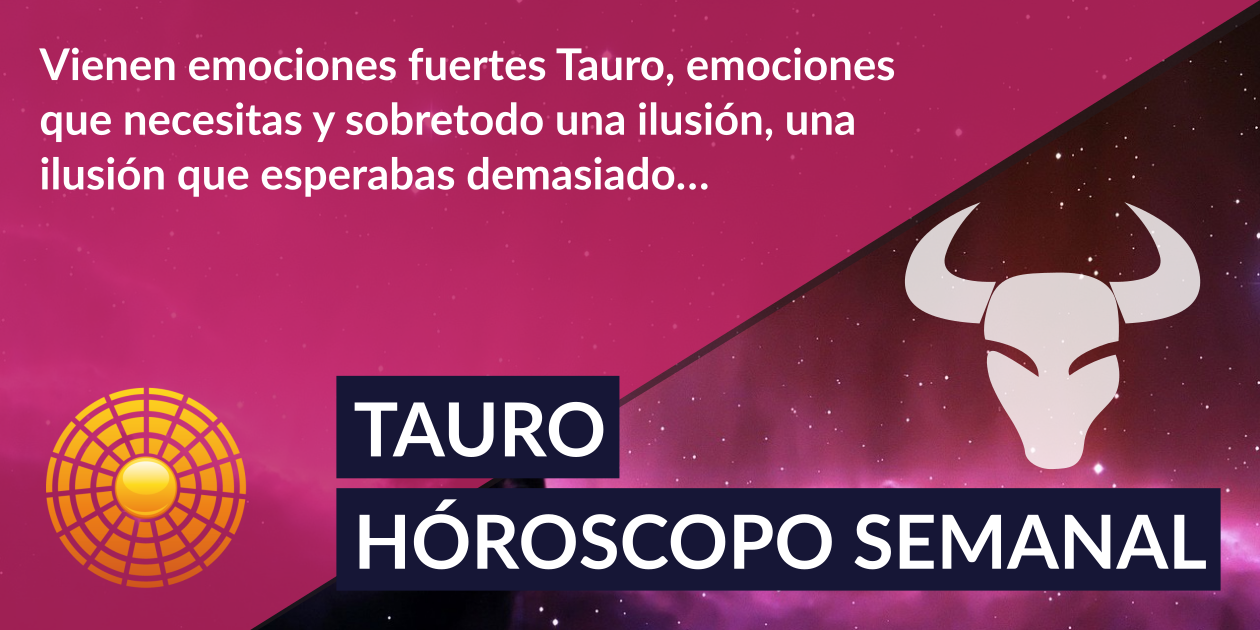 Vienen emociones fuertes Tauro, emociones
que necesitas y sobretodo una ilusión, una
ilusión que esperabas demasiado...
TAURO
HÓROSCOPO SEMANAL